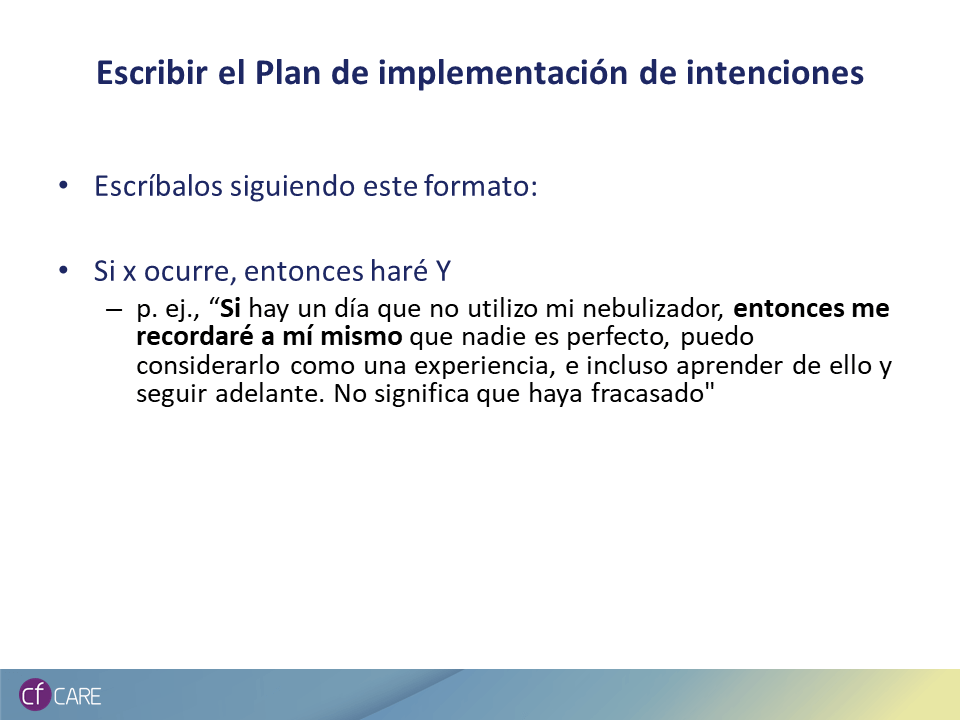 Escribir el Plan de implementación de intenciones
• Escríbalos siguiendo este formato:
• Si x ocurre, entonces haré Y
– p. ej., “Si hay un día que no utilizo mi nebulizador, entonces me
recordaré a mí mismo que nadie es perfecto, puedo
considerarlo como una experiencia, e incluso aprender de ello y
seguir adelante. No significa que haya fracasado"
cf CARE